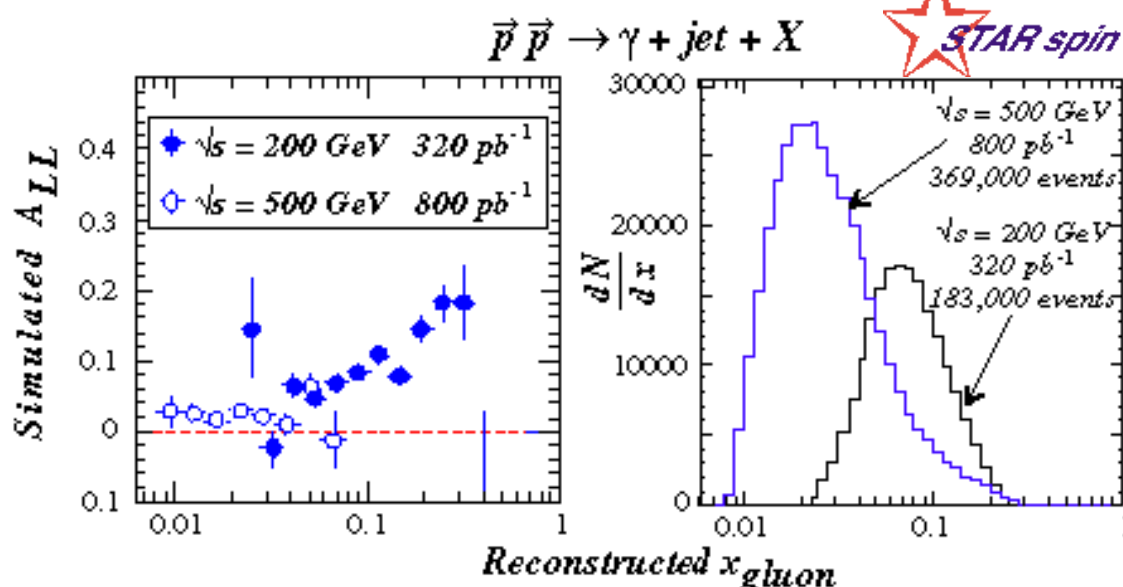 p⃗ p⃗ → γ + jet + X
STAR spin
Simulated A_LL
0.4
0.3
0.2
0.1
0
0.1
√s = 200 GeV 320 pb⁻¹
√s = 500 GeV 800 pb⁻¹
0.01
0.1
1
dN
dx
30000
20000
10000
0
√s = 500 GeV
800 pb⁻¹
369,000 events
√s = 200 GeV
320 pb⁻¹
183,000 events
0.01
0.1
Reconstructed x_gluon